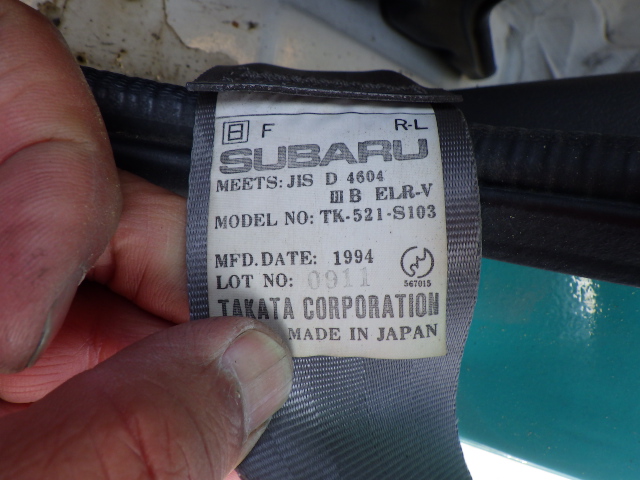 日 F R-L
SUBARU
MEETS: JIS D 4604
III B ELR-V
MODEL NO: TK-521-S103
MFD.DATE: 1994
LOT NO: 0911
567015
TAKATA CORPORATION
MADE IN JAPAN